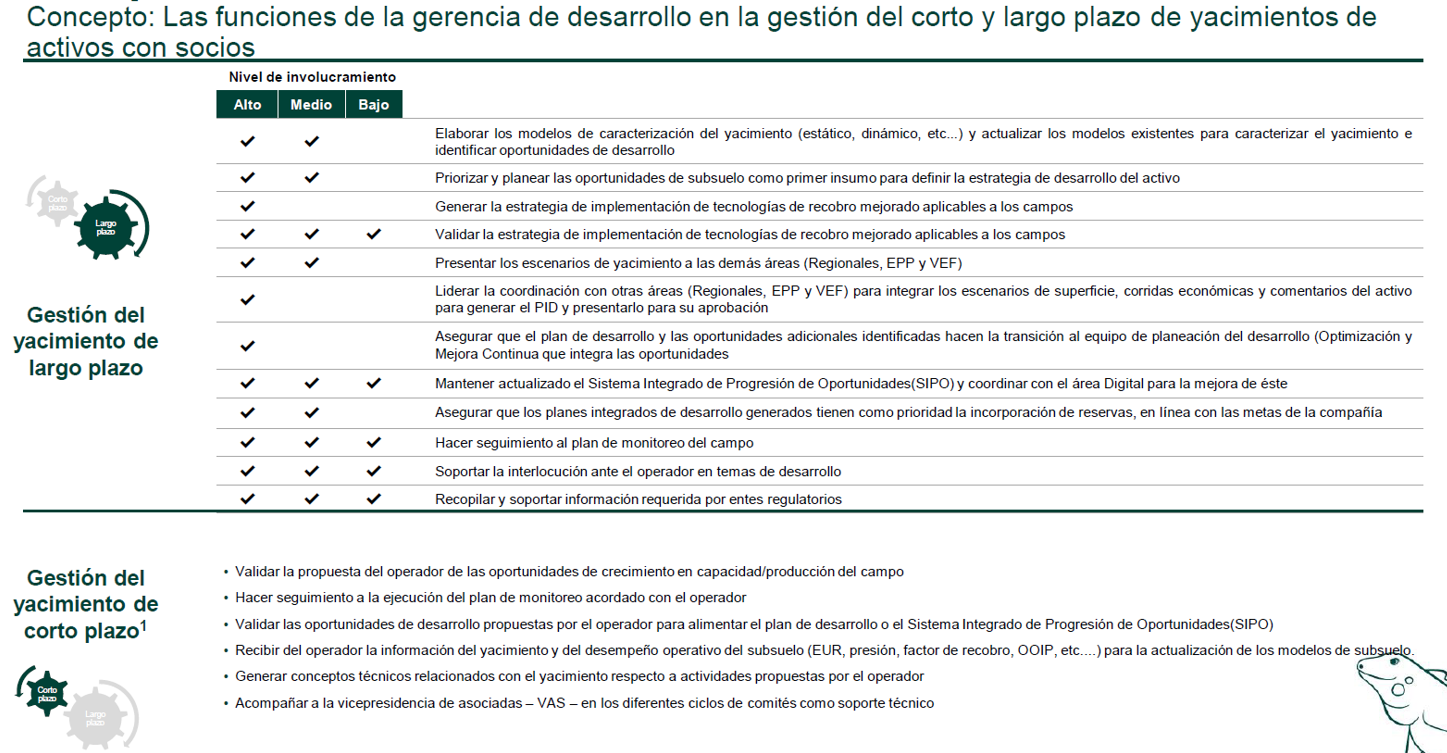 Concepto: Las funciones de la gerencia de desarrollo en la gestión del corto y largo plazo de yacimientos de
activos con socios
Nivel de involucramiento
Alto Medio Bajo
✓ ✓ Elaborar los modelos de caracterización del yacimiento (estático, dinámico, etc...) y actualizar los modelos existentes para caracterizar el yacimiento e
identificar oportunidades de desarrollo
✓ ✓ Priorizar y planear las oportunidades de subsuelo como primer insumo para definir la estrategia de desarrollo del activo
✓ Generar la estrategia de implementación de tecnologías de recobro mejorado aplicables a los campos
✓ ✓ ✓ Validar la estrategia de implementación de tecnologías de recobro mejorado aplicables a los campos
✓ ✓ Presentar los escenarios de yacimiento a las demás áreas (Regionales, EPP y VEF)
✓ Liderar la coordinación con otras áreas (Regionales, EPP y VEF) para integrar los escenarios de superficie, corridas económicas y comentarios del activo
para generar el PID y presentarlo para su aprobación
✓ Asegurar que el plan de desarrollo y las oportunidades adicionales identificadas hacen la transición al equipo de planeación del desarrollo (Optimización y
Mejora Continua que integra las oportunidades
✓ ✓ ✓ Mantener actualizado el Sistema Integrado de Progresión de Oportunidades(SIPO) y coordinar con el área Digital para la mejora de éste
✓ ✓ Asegurar que los planes integrados de desarrollo generados tienen como prioridad la incorporación de reservas, en línea con las metas de la compañía
✓ ✓ ✓ Hacer seguimiento al plan de monitoreo del campo
✓ ✓ ✓ Soportar la interlocución ante el operador en temas de desarrollo
✓ ✓ ✓ Recopilar y soportar información requerida por entes regulatorios
Corto
plazo
Largo
plazo
Gestión del
yacimiento de
largo plazo
Gestión del
yacimiento de
corto plazo¹
Corto
plazo
Largo
plazo
• Validar la propuesta del operador de las oportunidades de crecimiento en capacidad/producción del campo
• Hacer seguimiento a la ejecución del plan de monitoreo acordado con el operador
• Validar las oportunidades de desarrollo propuestas por el operador para alimentar el plan de desarrollo o el Sistema Integrado de Progresión de Oportunidades(SIPO)
• Recibir del operador la información del yacimiento y del desempeño operativo del subsuelo (EUR, presión, factor de recobro, OOIP, etc....) para la actualización de los modelos de subsuelo.
• Generar conceptos técnicos relacionados con el yacimiento respecto a actividades propuestas por el operador
• Acompañar a la vicepresidencia de asociadas – VAS – en los diferentes ciclos de comités como soporte técnico